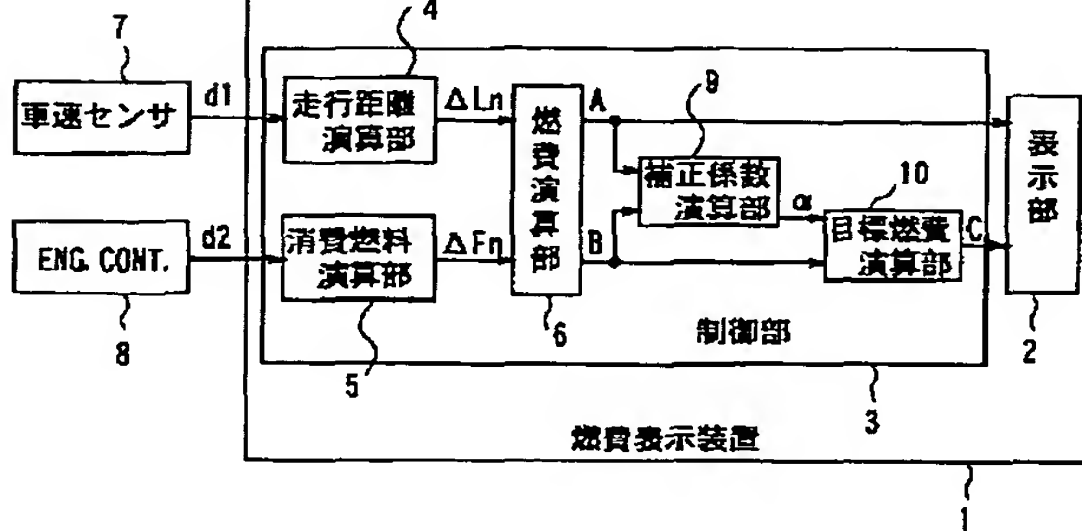 4
7
車速センサ
d1
走行距離
演算部
ΔLn
燃費演算部
A
9
補正係数
演算部
α
10
目標燃費
演算部
C
表示部
ENG. CONT.
d2
消費燃料
演算部
ΔFn
B
8
5
6
制御部
2
3
燃費表示装置
1